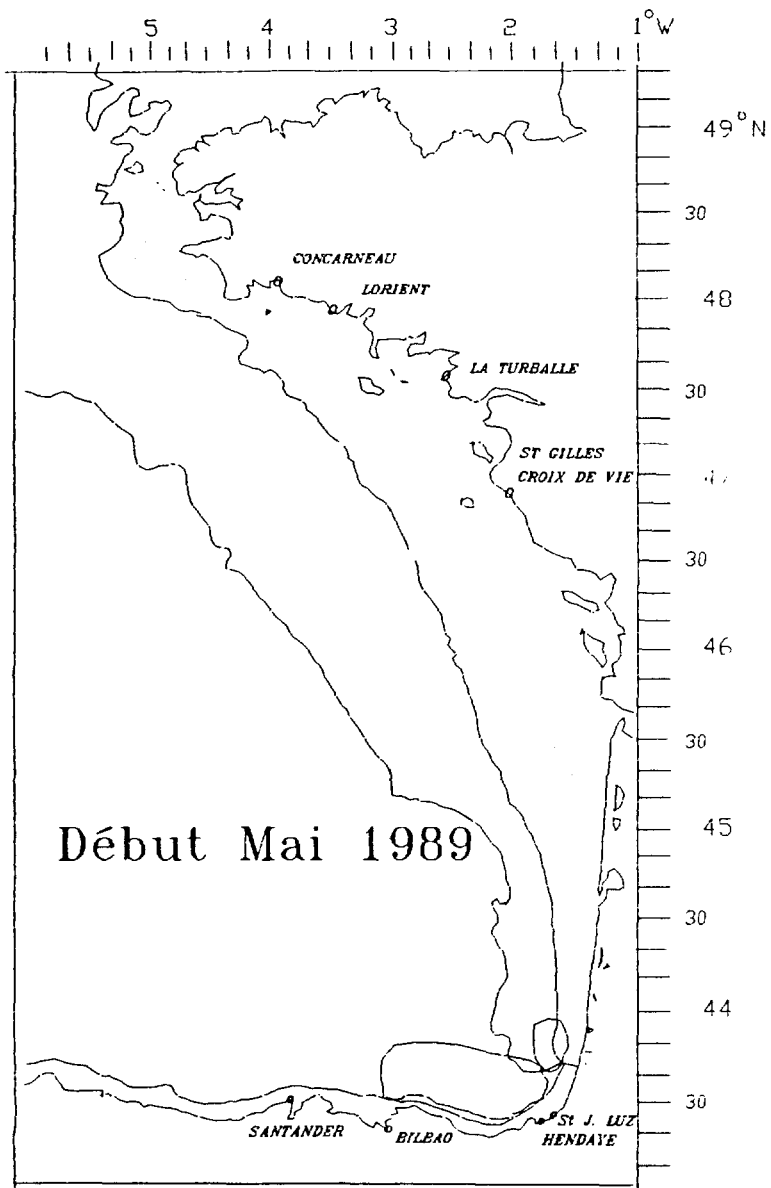 5 4 3 2 1°W
49°N
30
CONCARNEAU
LORIENT
48
LA TURBALLE
30
ST GILLES
CROIX DE VIE
30
46
30
Début Mai 1989
45
30
44
30
SANTANDER
BILBAO
St J. LUZ
HENDAYE